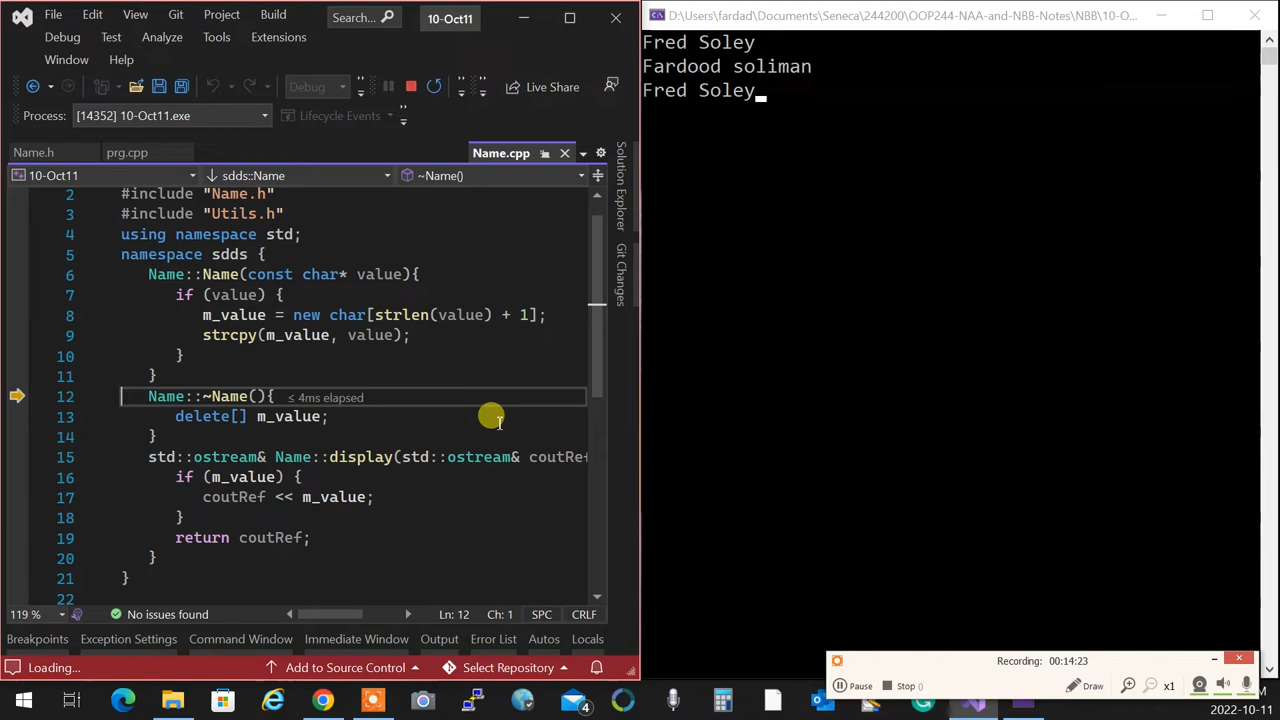 File Edit View Git Project Build Search... 10-Oct11
Debug Test Analyze Tools Extensions
Window Help
Debug Live Share
Process: [14352] 10-Oct11.exe Lifecycle Events
Name.h prg.cpp Name.cpp
10-Oct11 sdds::Name ~Name()
2 #include "Name.h"
3 #include "Utils.h"
4 using namespace std;
5 namespace sdds {
6 Name::Name(const char* value){
7 if (value) {
8 m_value = new char[strlen(value) + 1];
9 strcpy(m_value, value);
10 }
11 }
12 Name::~Name(){ ≤ 4ms elapsed
13 delete[] m_value;
14 }
15 std::ostream& Name::display(std::ostream& coutRef
16 if (m_value) {
17 coutRef << m_value;
18 }
19 return coutRef;
20 }
21 }
22
Solution Explorer
Git Changes
119 % No issues found Ln: 12 Ch: 1 SPC CRLF
Breakpoints Exception Settings Command Window Immediate Window Output Error List Autos Locals
Loading... Add to Source Control Select Repository
D:\Users\fardad\Documents\Seneca\244200\OOP244-NAA-and-NBB-Notes\NBB\10-O...
Fred Soley
Fardood soliman
Fred Soley
Recording: 00:14:23
Pause Stop () Draw x1
4
M
2022-10-11